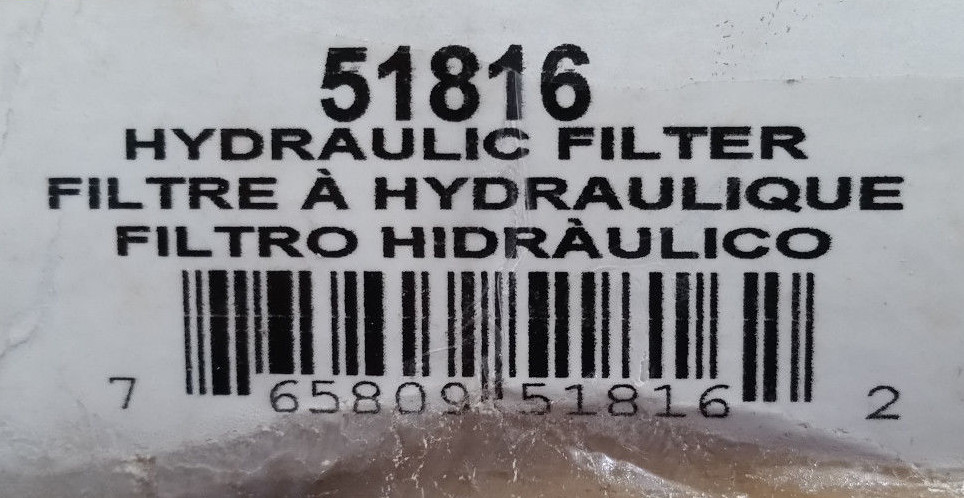 51816
HYDRAULIC FILTER
FILTRE À HYDRAULIQUE
FILTRO HIDRÀULICO
7 65809 51816 2